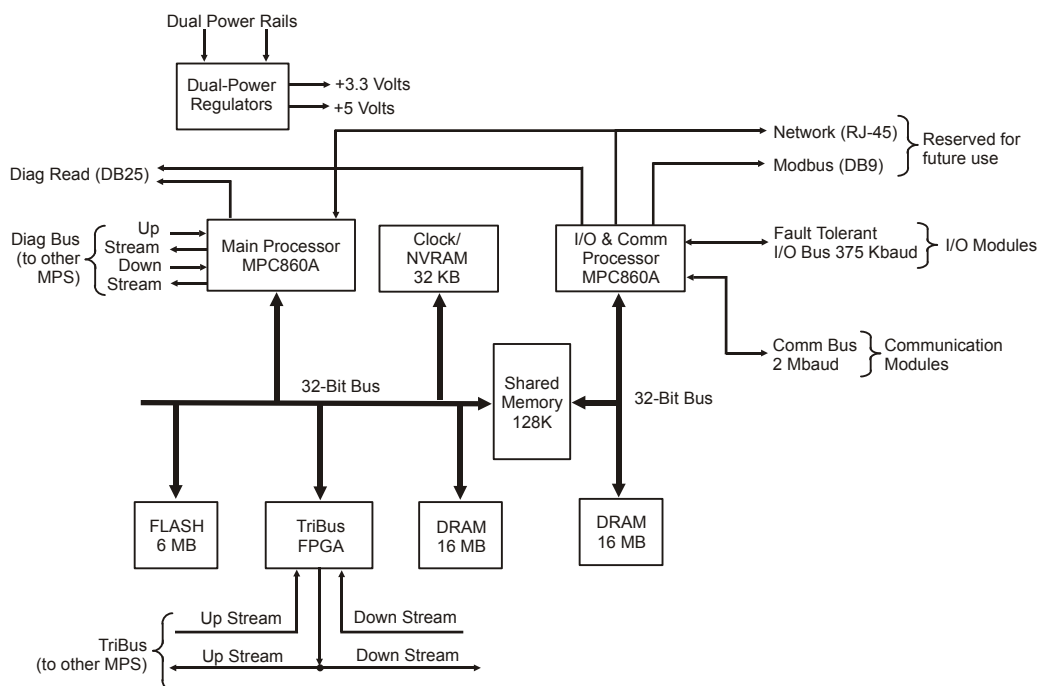 Dual Power Rails
Dual-Power
Regulators
+3.3 Volts
+5 Volts
Network (RJ-45)
Modbus (DB9)
Reserved for
future use
Diag Read (DB25)
Diag Bus
(to other
MPS)
Up
Stream
Down
Stream
Main Processor
MPC860A
Clock/
NVRAM
32 KB
I/O & Comm
Processor
MPC860A
Fault Tolerant
I/O Bus 375 Kbaud
I/O Modules
Comm Bus
2 Mbaud
Communication
Modules
32-Bit Bus
Shared
Memory
128K
32-Bit Bus
FLASH
6 MB
TriBus
FPGA
DRAM
16 MB
DRAM
16 MB
TriBus
(to other MPS)
Up Stream
Down Stream
Up Stream
Down Stream